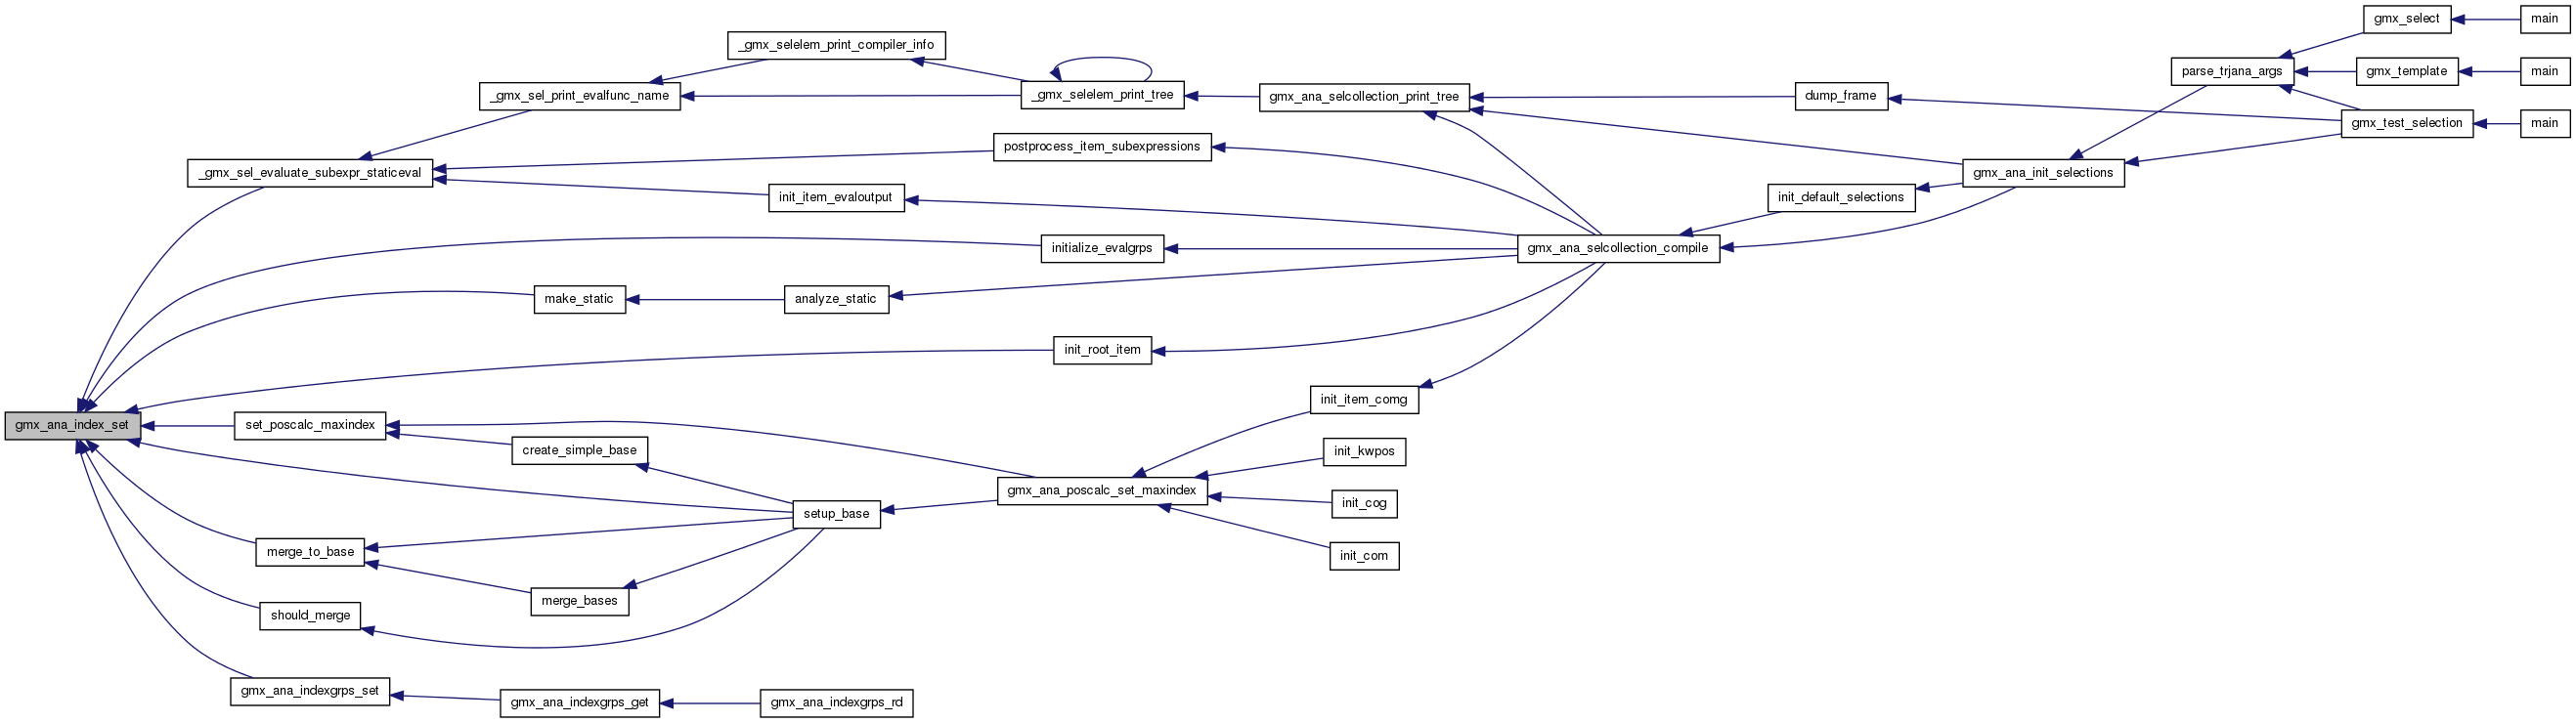 gmx_select
main
_gmx_selelem_print_compiler_info
parse_trjana_args
gmx_template
main
_gmx_sel_print_evalfunc_name
_gmx_selelem_print_tree
gmx_ana_selcollection_print_tree
dump_frame
gmx_test_selection
main
postprocess_item_subexpressions
_gmx_sel_evaluate_subexpr_staticeval
gmx_ana_init_selections
init_item_evaloutput
init_default_selections
initialize_evalgrps
gmx_ana_selcollection_compile
make_static
analyze_static
init_root_item
init_item_comg
gmx_ana_index_set
set_poscalc_maxindex
create_simple_base
init_kwpos
gmx_ana_poscalc_set_maxindex
init_cog
setup_base
merge_to_base
init_com
merge_bases
should_merge
gmx_ana_indexgrps_set
gmx_ana_indexgrps_get
gmx_ana_indexgrps_rd